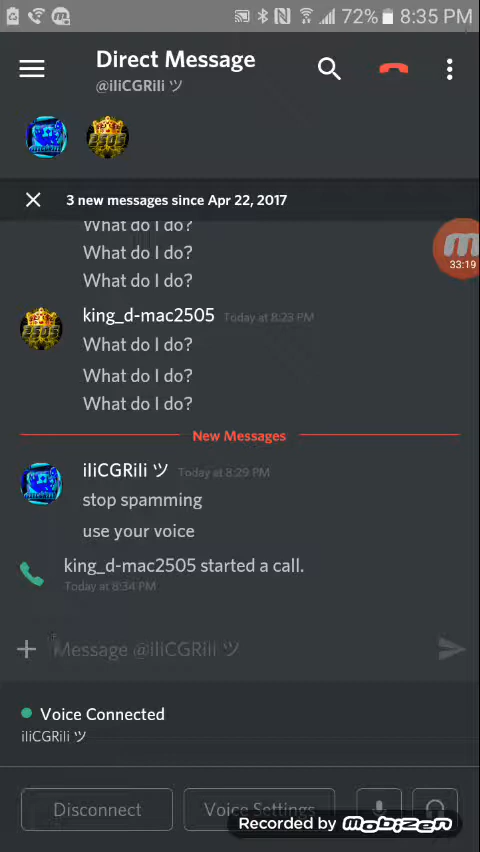 72% 8:35 PM
Direct Message
@iliCGRili ツ
2505
3 new messages since Apr 22, 2017
What do I do?
What do I do?
What do I do?
33:19
king_d-mac2505 Today at 8:23 PM
2505
What do I do?
What do I do?
What do I do?
New Messages
iliCGRili ツ Today at 8:29 PM
stop spamming
use your voice
king_d-mac2505 started a call.
Today at 8:34 PM
Message @iliCGRili ツ
Voice Connected
iliCGRili ツ
Disconnect
Voice Settings
Recorded by mobizen